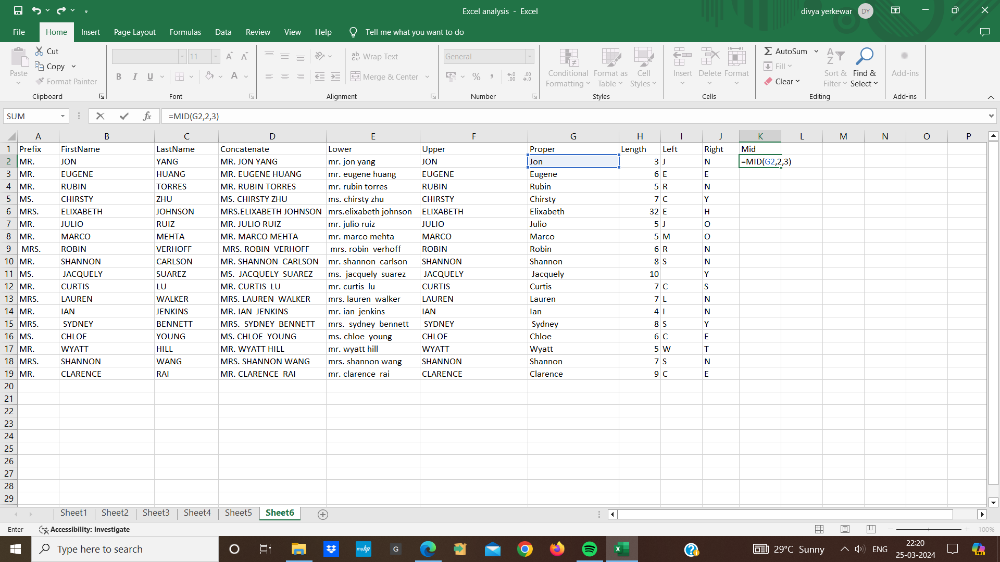 Excel analysis - Excel
divya yerkewar DY
File Home Insert Page Layout Formulas Data Review View Help Tell me what you want to do
Cut
Copy
Format Painter
Paste
Clipboard
11
B I U A
Font
ab Wrap Text
Merge & Center
Alignment
General
% ,
Number
Conditional Formatting
Format as Table
Cell Styles
Styles
Insert Delete Format
Cells
AutoSum
Fill
Clear
Sort & Filter
Find & Select
Editing
Add-ins
Add-ins
SUM fx =MID(G2,2,3)
A B C D E F G H I J K L M N O P
1 Prefix FirstName LastName Concatenate Lower Upper Proper Length Left Right Mid
2 MR. JON YANG MR. JON YANG mr. jon yang JON Jon 3 J N =MID(G2,2,3)
3 MR. EUGENE HUANG MR. EUGENE HUANG mr. eugene huang EUGENE Eugene 6 E E
4 MR. RUBIN TORRES MR. RUBIN TORRES mr. rubin torres RUBIN Rubin 5 R N
5 MS. CHIRSTY ZHU MS. CHIRSTY ZHU ms. chirsty zhu CHIRSTY Chirsty 7 C Y
6 MRS. ELIXABETH JOHNSON MRS.ELIXABETH JOHNSON mrs.elixabeth johnson ELIXABETH Elixabeth 32 E H
7 MR. JULIO RUIZ MR. JULIO RUIZ mr. julio ruiz JULIO Julio 5 J O
8 MR. MARCO MEHTA MR. MARCO MEHTA mr. marco mehta MARCO Marco 5 M O
9 MRS. ROBIN VERHOFF MRS. ROBIN VERHOFF mrs. robin verhoff ROBIN Robin 6 R N
10 MR. SHANNON CARLSON MR. SHANNON CARLSON mr. shannon carlson SHANNON Shannon 8 S N
11 MS. JACQUELY SUAREZ MS. JACQUELY SUAREZ ms. jacquely suarez JACQUELY Jacquely 10 Y
12 MR. CURTIS LU MR. CURTIS LU mr. curtis lu CURTIS Curtis 7 C S
13 MRS. LAUREN WALKER MRS. LAUREN WALKER mrs. lauren walker LAUREN Lauren 7 L N
14 MR. IAN JENKINS MR. IAN JENKINS mr. ian jenkins IAN Ian 4 I N
15 MRS. SYDNEY BENNETT MRS. SYDNEY BENNETT mrs. sydney bennett SYDNEY Sydney 8 S Y
16 MS. CHLOE YOUNG MS. CHLOE YOUNG ms. chloe young CHLOE Chloe 6 C E
17 MR. WYATT HILL MR. WYATT HILL mr. wyatt hill WYATT Wyatt 5 W T
18 MRS. SHANNON WANG MRS. SHANNON WANG mrs. shannon wang SHANNON Shannon 7 S N
19 MR. CLARENCE RAI MR. CLARENCE RAI mr. clarence rai CLARENCE Clarence 9 C E
20
21
22
23
24
25
26
27
28
29
Sheet1 Sheet2 Sheet3 Sheet4 Sheet5 Sheet6
Enter Accessibility: Investigate 100%
Type here to search myhp G 29°C Sunny ENG 22:20
25-03-2024 PRE